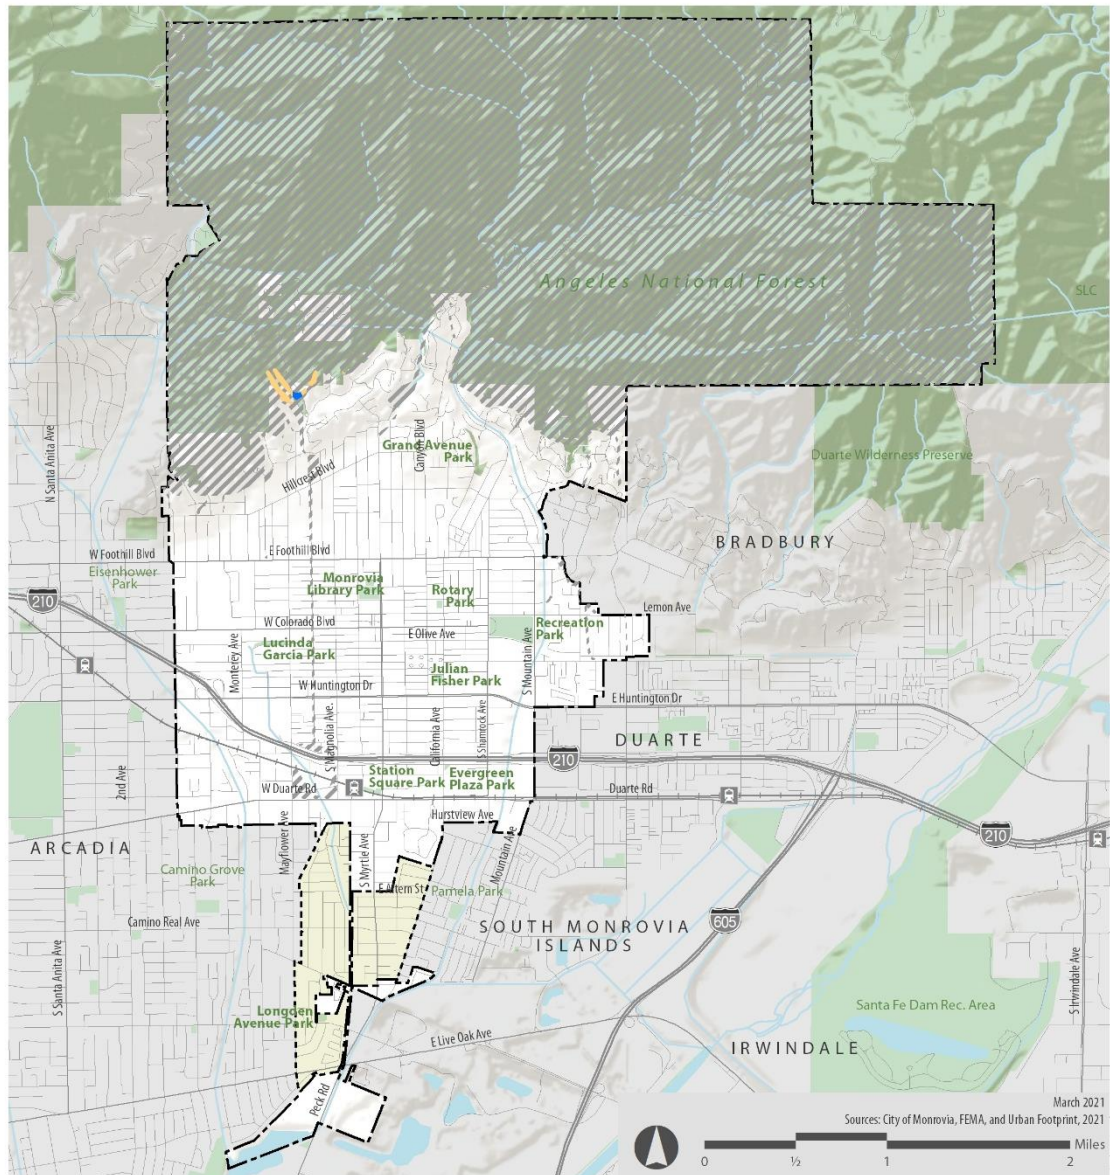 Angeles National Forest
SLC
N Santa Anita Ave
Canyon Blvd
Grand Avenue
Park
Duarte Wilderness Preserve
Hillcrest Blvd
BRADBURY
W Foothill Blvd
E Foothill Blvd
Eisenhower
Park
Monrovia
Library Park
Rotary
Park
210
Lemon Ave
W Colorado Blvd
E Olive Ave
Recreation
Park
Lucinda
Garcia Park
Monterey Ave
Julian
Fisher Park
S Mountain Ave
W Huntington Dr
E Huntington Dr
S Magnolia Ave.
California Ave
S Shamrock Ave
DUARTE
210
2nd Ave
Station
Square Park
Evergreen
Plaza Park
W Duarte Rd
Duarte Rd
Hurstview Ave
210
ARCADIA
Mayflower Ave
S Myrtle Ave
Mountain Ave
Camino Grove
Park
E Altern St
Pamela Park
Camino Real Ave
SOUTH MONROVIA
ISLANDS
605
S Santa Anita Ave
S Irwindale Ave
Longden
Avenue Park
Santa Fe Dam Rec. Area
E Live Oak Ave
IRWINDALE
Peck Rd
March 2021
Sources: City of Monrovia, FEMA, and Urban Footprint, 2021
Miles
0 ½ 1 2